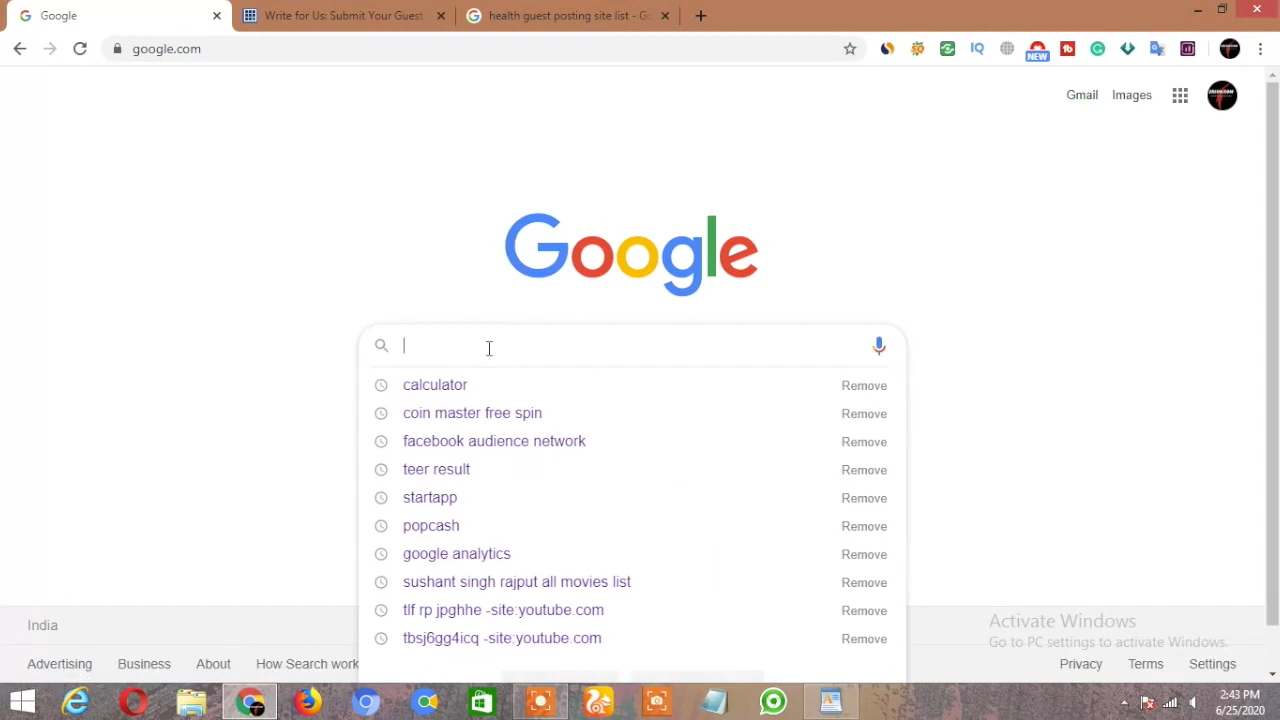 Google
Write for Us: Submit Your Guest
health guest posting site list - Go
google.com
NEW
Gmail
Images
Google
calculator
Remove
coin master free spin
Remove
facebook audience network
Remove
teer result
Remove
startapp
Remove
popcash
Remove
google analytics
Remove
sushant singh rajput all movies list
Remove
tlf rp jpghhe -site:youtube.com
Remove
tbsj6gg4icq -site:youtube.com
Remove
India
Activate Windows
Go to PC settings to activate Windows.
Advertising
Business
About
How Search work
Privacy
Terms
Settings
2:43 PM
6/25/2020